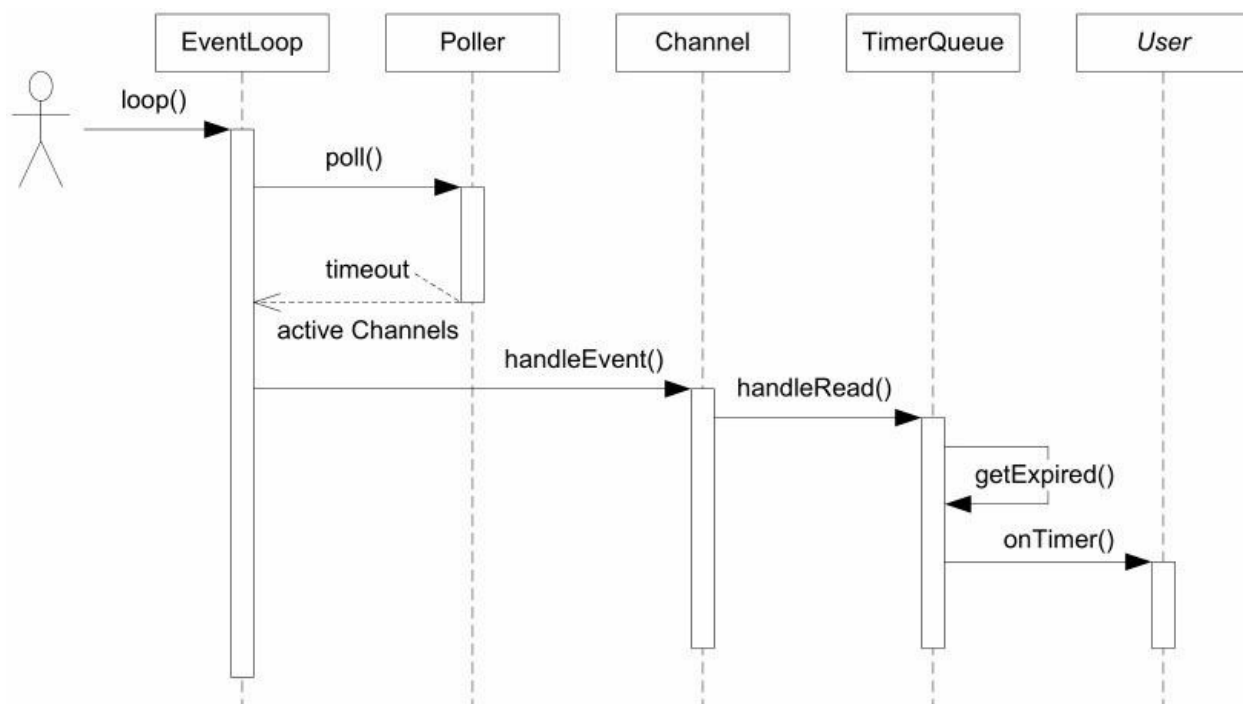 EventLoop
Poller
Channel
TimerQueue
User
loop()
poll()
timeout
active Channels
handleEvent()
handleRead()
getExpired()
onTimer()